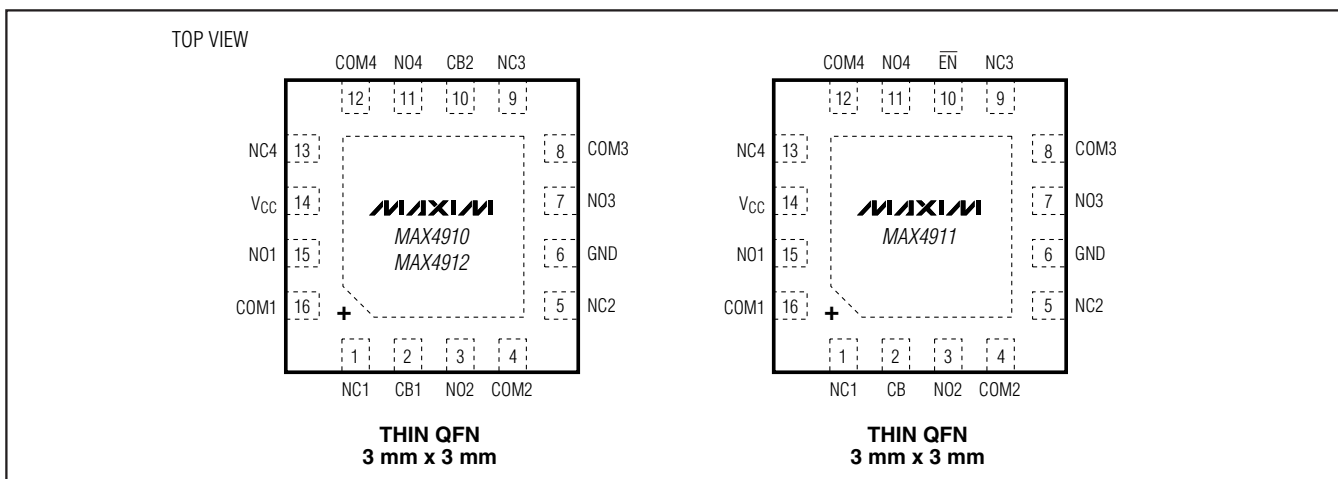 TOP VIEW
COM4 NO4 CB2 NC3
12 11 10 9
NC4 13 8 COM3
VCC 14 7 NO3
MAXIM
MAX4910
MAX4912
NO1 15 6 GND
COM1 16 5 NC2
+
1 2 3 4
NC1 CB1 NO2 COM2
THIN QFN
3 mm x 3 mm
COM4 NO4 E̅N̅ NC3
12 11 10 9
NC4 13 8 COM3
VCC 14 7 NO3
MAXIM
MAX4911
NO1 15 6 GND
COM1 16 5 NC2
+
1 2 3 4
NC1 CB NO2 COM2
THIN QFN
3 mm x 3 mm